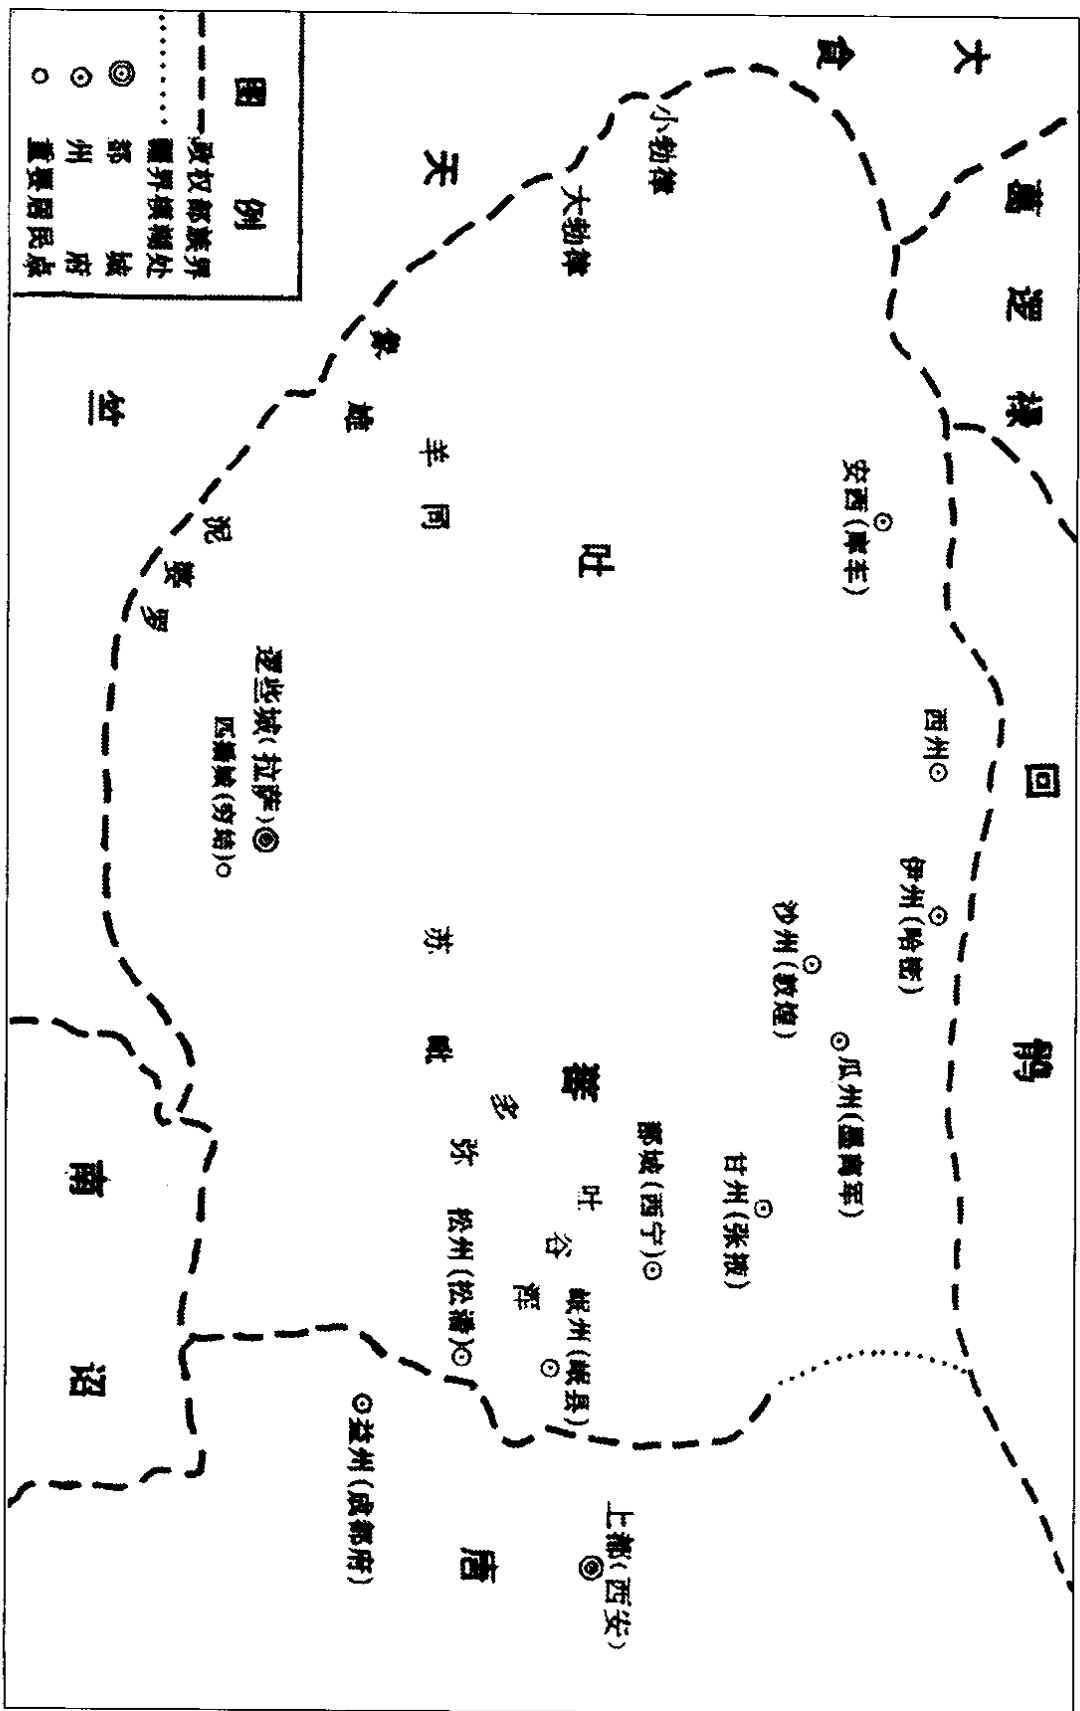 大食
葛逻禄
回鹘
西州
伊州(哈密)
安西(库车)
瓜州(墨离军)
沙州(敦煌)
甘州(张掖)
小勃律
大勃律
吐蕃
鄯城(西宁)
叶谷浑
岷州(岷县)
上都(西安)
唐
多弥
松州(松潘)
苏毗
羊同
象雄
天竺
益州(成都府)
逻些城(拉萨)
匹播城(穷结)
泥婆罗
南诏
图例
政权部族界
疆界模糊处
都城
州府
重要居民点